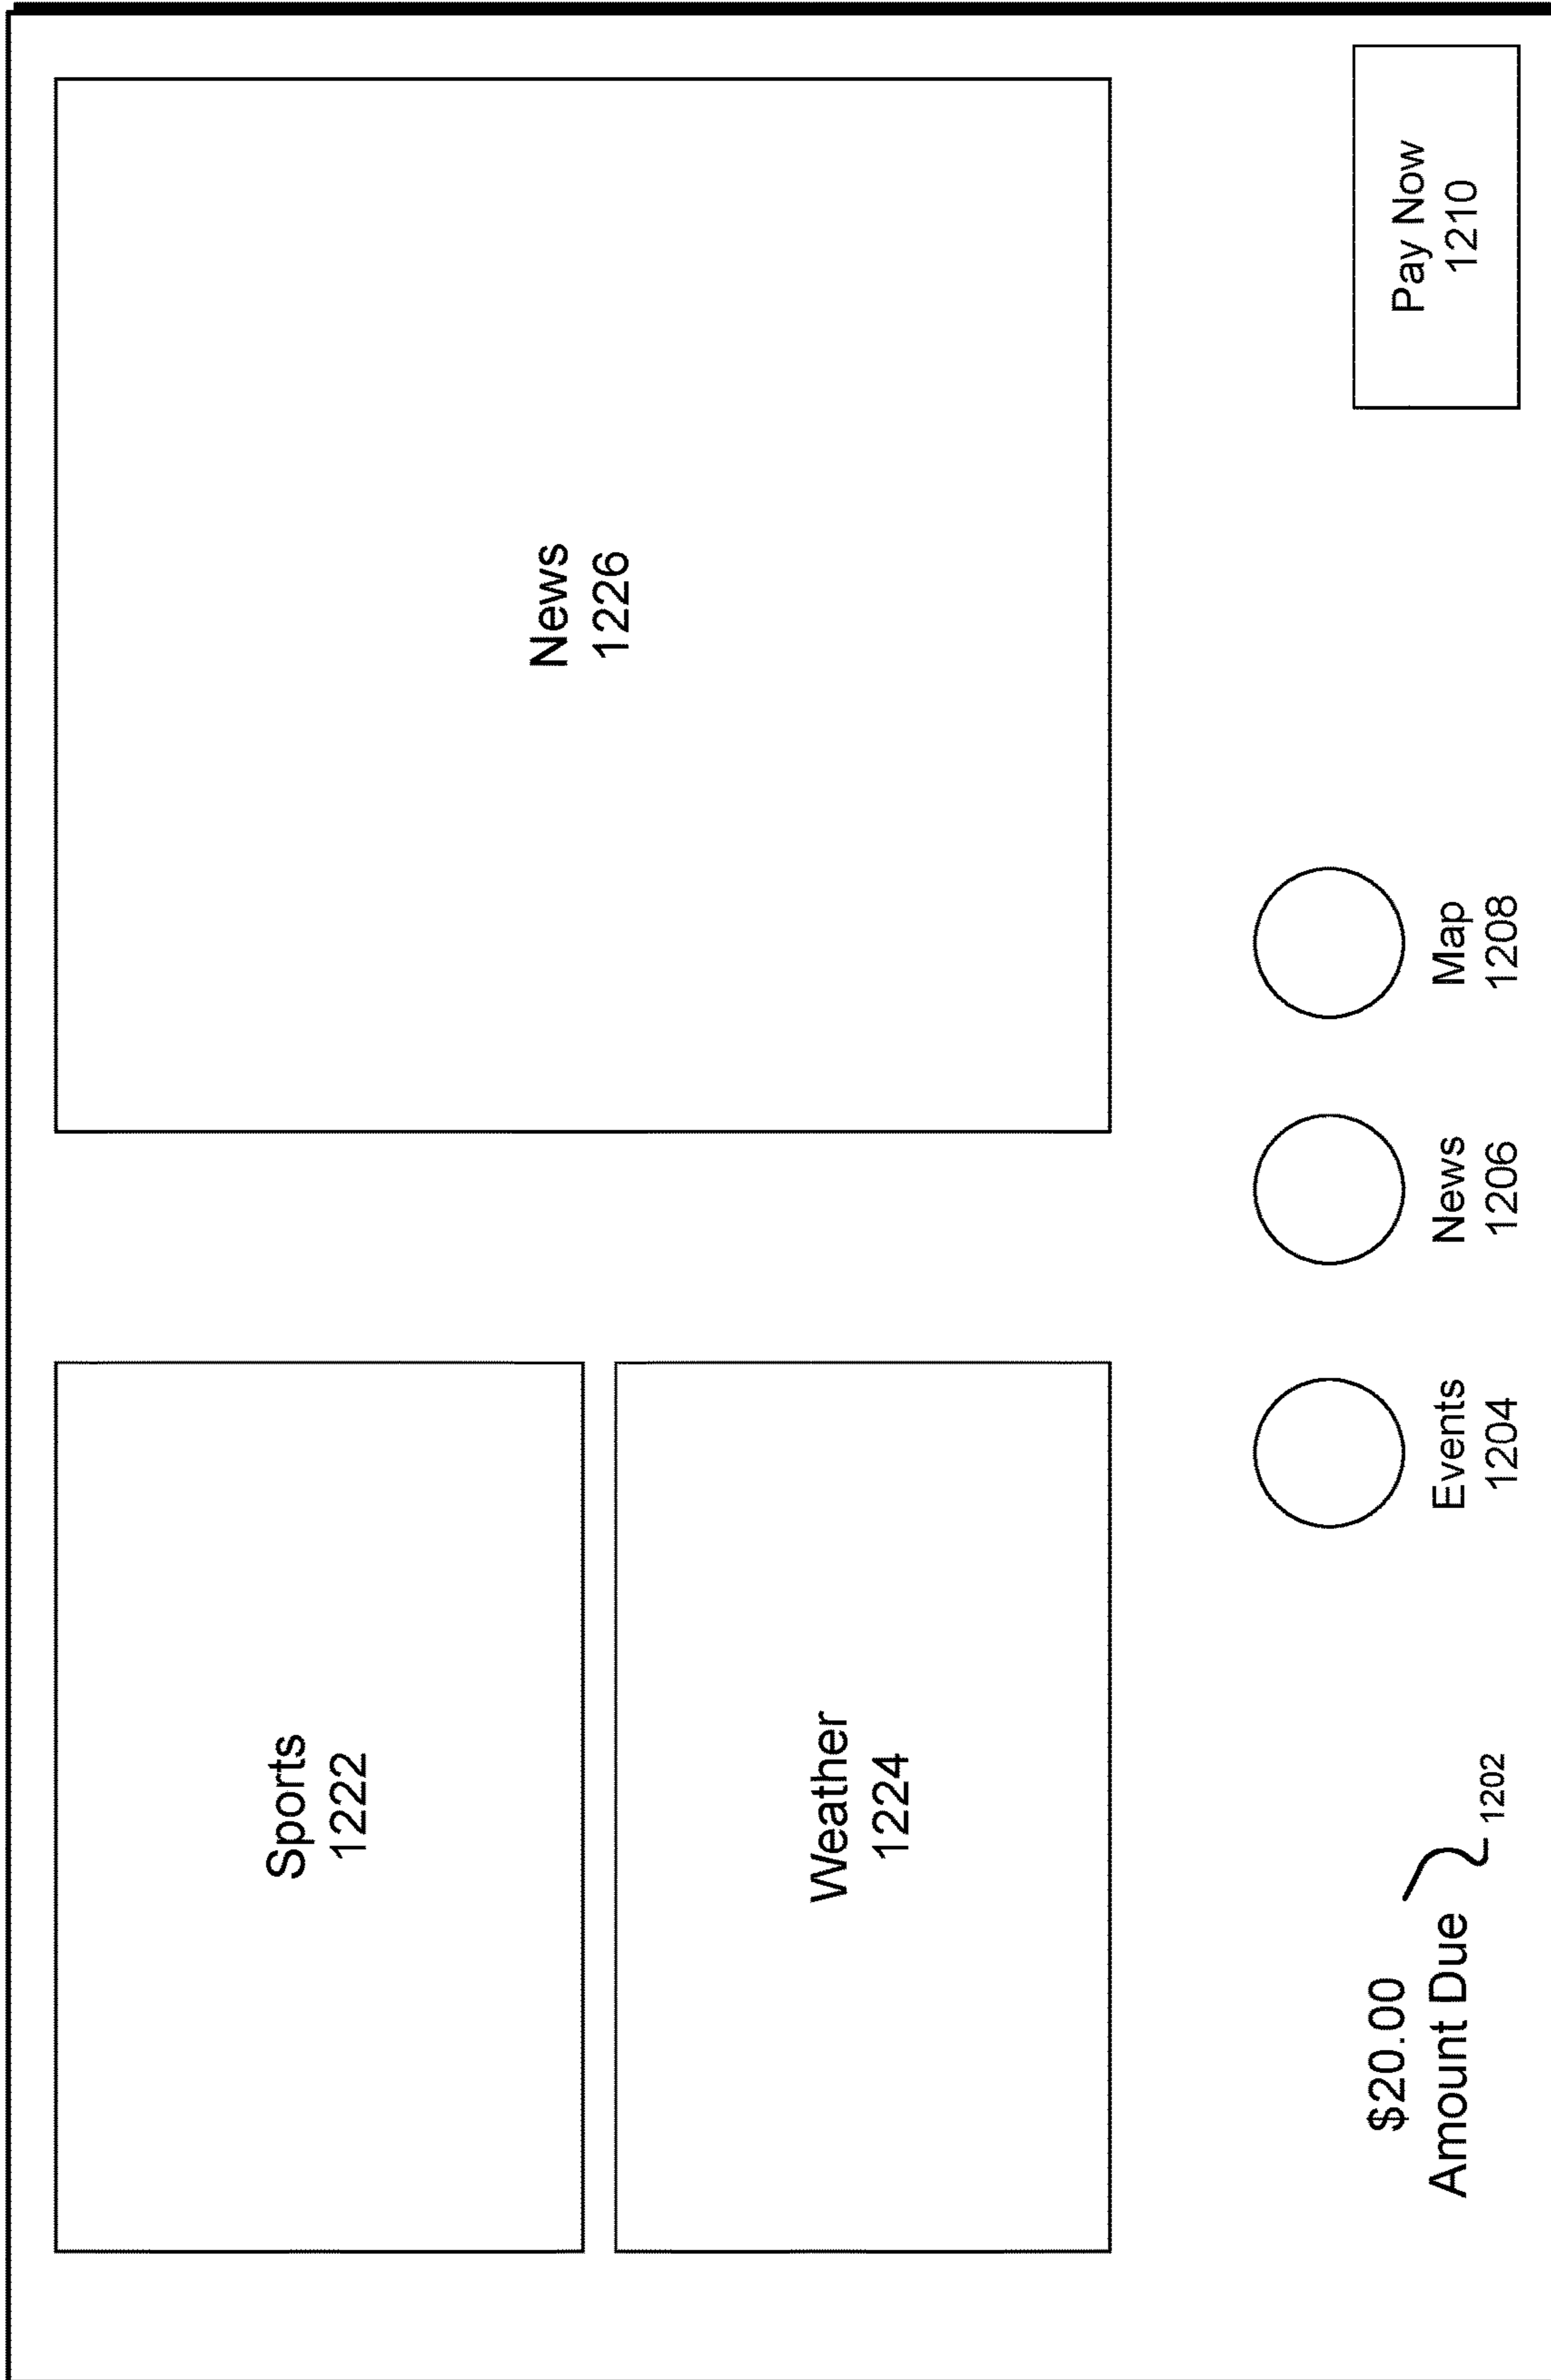 Sports
1222
News
1226
Weather
1224
$20.00
Amount Due
1202
Events
1204
News
1206
Map
1208
Pay Now
1210